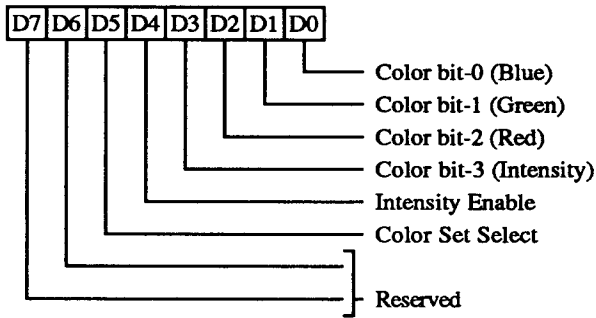 D7 D6 D5 D4 D3 D2 D1 D0
Color bit-0 (Blue)
Color bit-1 (Green)
Color bit-2 (Red)
Color bit-3 (Intensity)
Intensity Enable
Color Set Select
Reserved